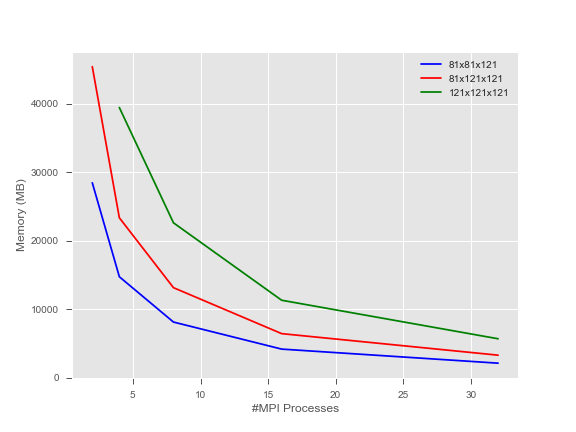 81x81x121
81x121x121
121x121x121
Memory (MB)
40000
30000
20000
10000
0
5 10 15 20 25 30
#MPI Processes